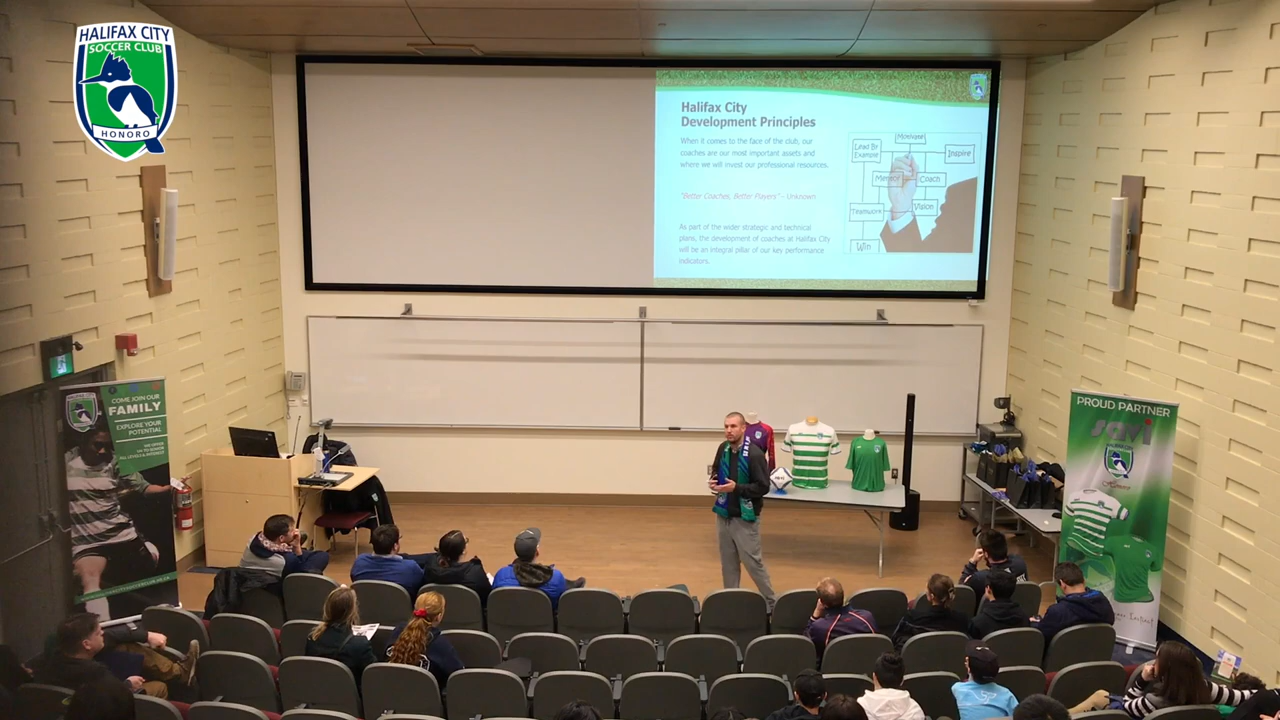 HALIFAX CITY
SOCCER CLUB
HONORO
Halifax City
Development Principles
When it comes to the face of the club, our
coaches are our most important assets and
where we will invest our professional resources.
"Better Coaches, Better Players" - Unknown
As part of the wider strategic and technical
plans, the development of coaches at Halifax City
will be an integral pillar of our key performance
indicators.
Motivate
Lead By
Example
Inspire
Mentor
Coach
Teamwork
Vision
Win
COME JOIN OUR
FAMILY
EXPLORE YOUR
POTENTIAL
PROUD PARTNER